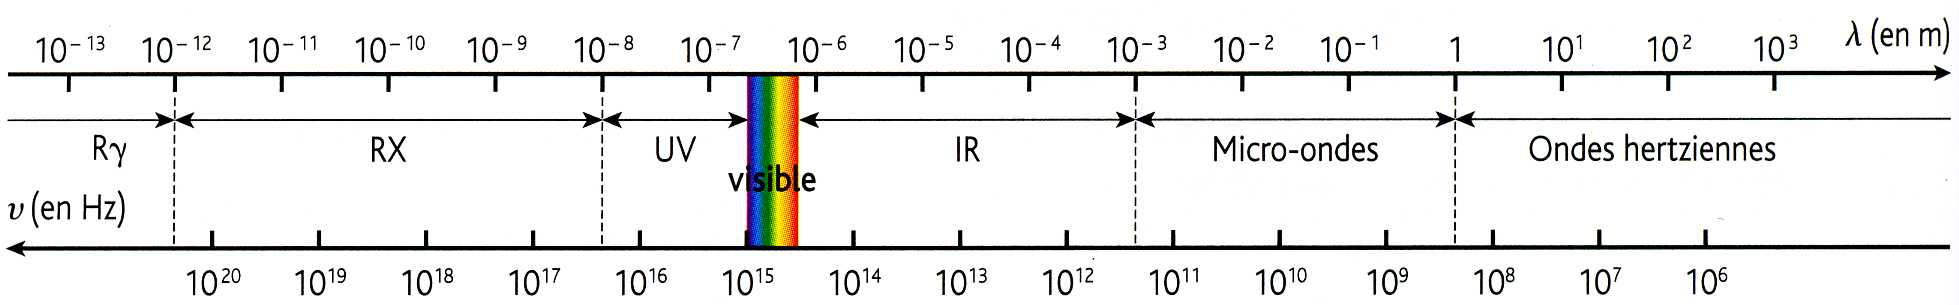 10⁻¹³ 10⁻¹² 10⁻¹¹ 10⁻¹⁰ 10⁻⁹ 10⁻⁸ 10⁻⁷ 10⁻⁶ 10⁻⁵ 10⁻⁴ 10⁻³ 10⁻² 10⁻¹ 1 10¹ 10² 10³ λ (en m)
Rγ RX UV IR Micro-ondes Ondes hertziennes
visible
υ (en Hz)
10²⁰ 10¹⁹ 10¹⁸ 10¹⁷ 10¹⁶ 10¹⁵ 10¹⁴ 10¹³ 10¹² 10¹¹ 10¹⁰ 10⁹ 10⁸ 10⁷ 10⁶